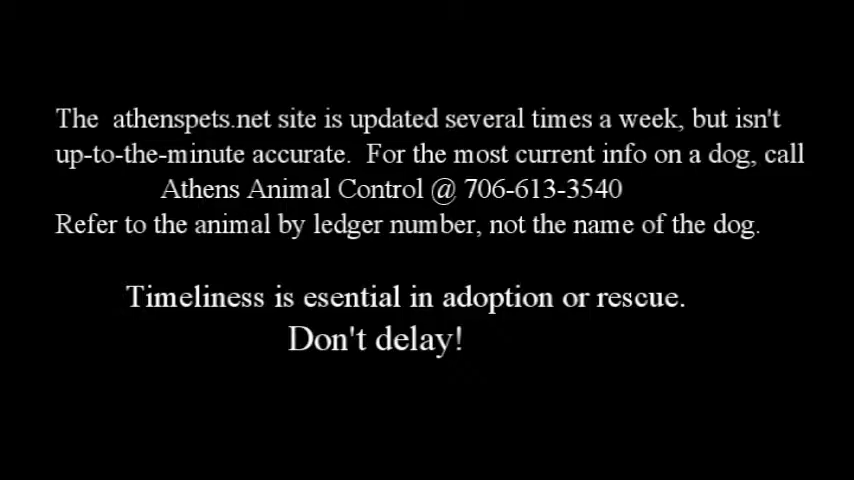 The  athenspets.net site is updated several times a week, but isn't
up-to-the-minute accurate.  For the most current info on a dog, call
Athens Animal Control @ 706-613-3540
Refer to the animal by ledger number, not the name of the dog.
Timeliness is esential in adoption or rescue.
Don't delay!